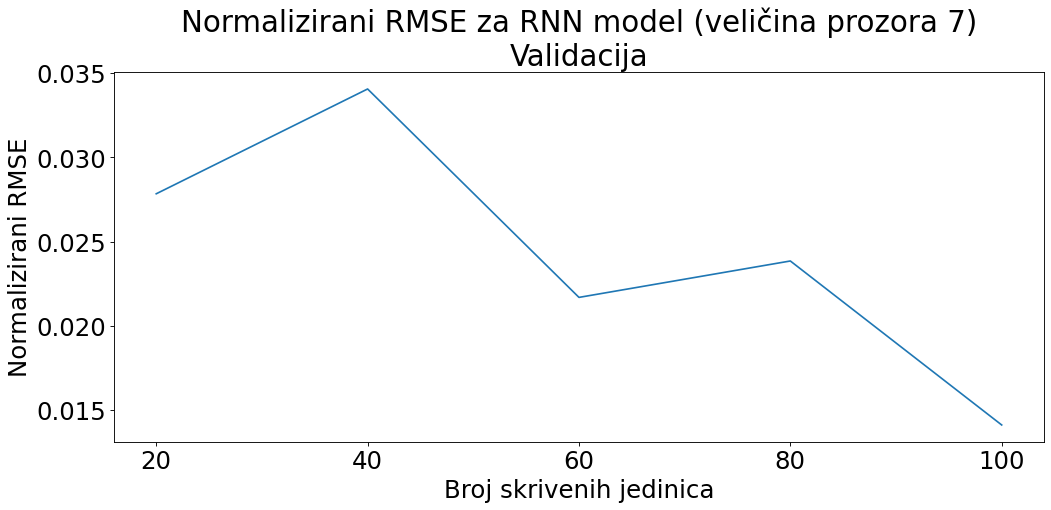 Normalizirani RMSE za RNN model (veličina prozora 7)
Validacija
Normalizirani RMSE
0.035
0.030
0.025
0.020
0.015
20 40 60 80 100
Broj skrivenih jedinica